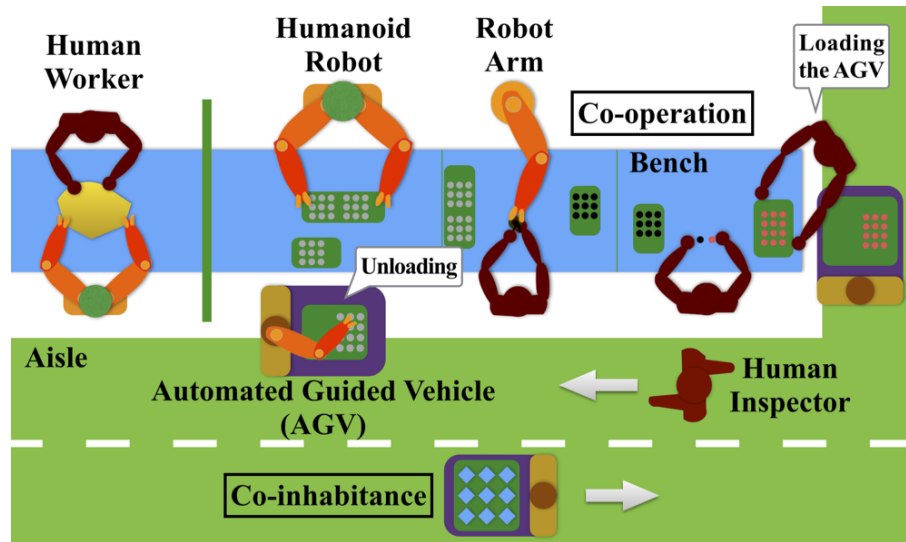 Human
Worker
Humanoid
Robot
Robot
Arm
Loading
the AGV
Co-operation
Bench
Unloading
Aisle
Automated Guided Vehicle
(AGV)
Human
Inspector
Co-inhabitance